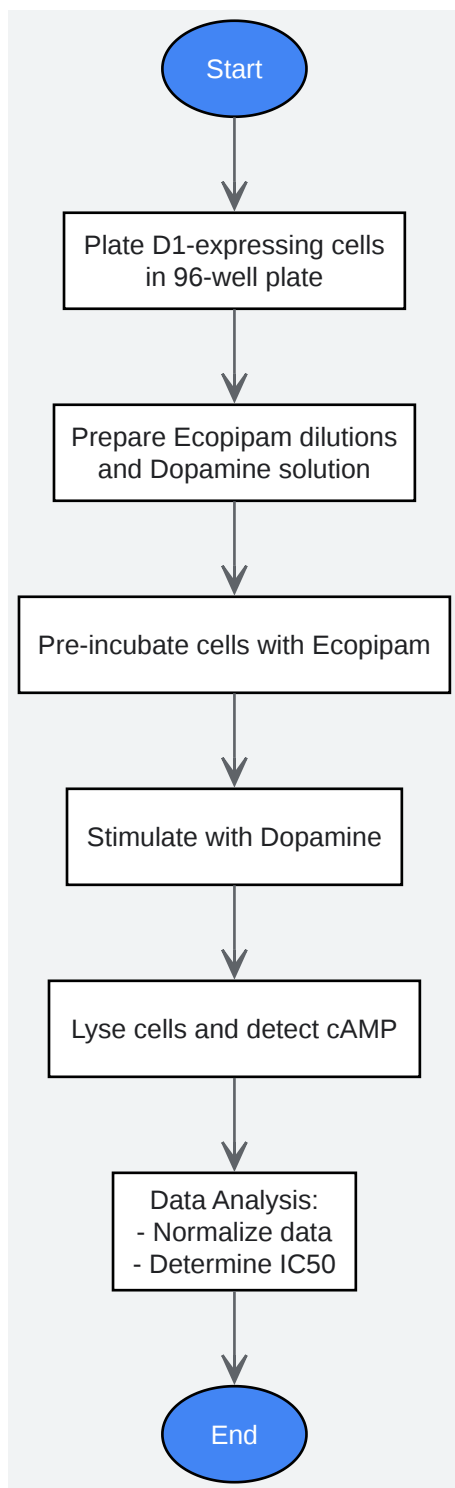 Start
Plate D1-expressing cells
in 96-well plate
Prepare Ecopipam dilutions
and Dopamine solution
Pre-incubate cells with Ecopipam
Stimulate with Dopamine
Lyse cells and detect cAMP
Data Analysis:
- Normalize data
- Determine IC50
End